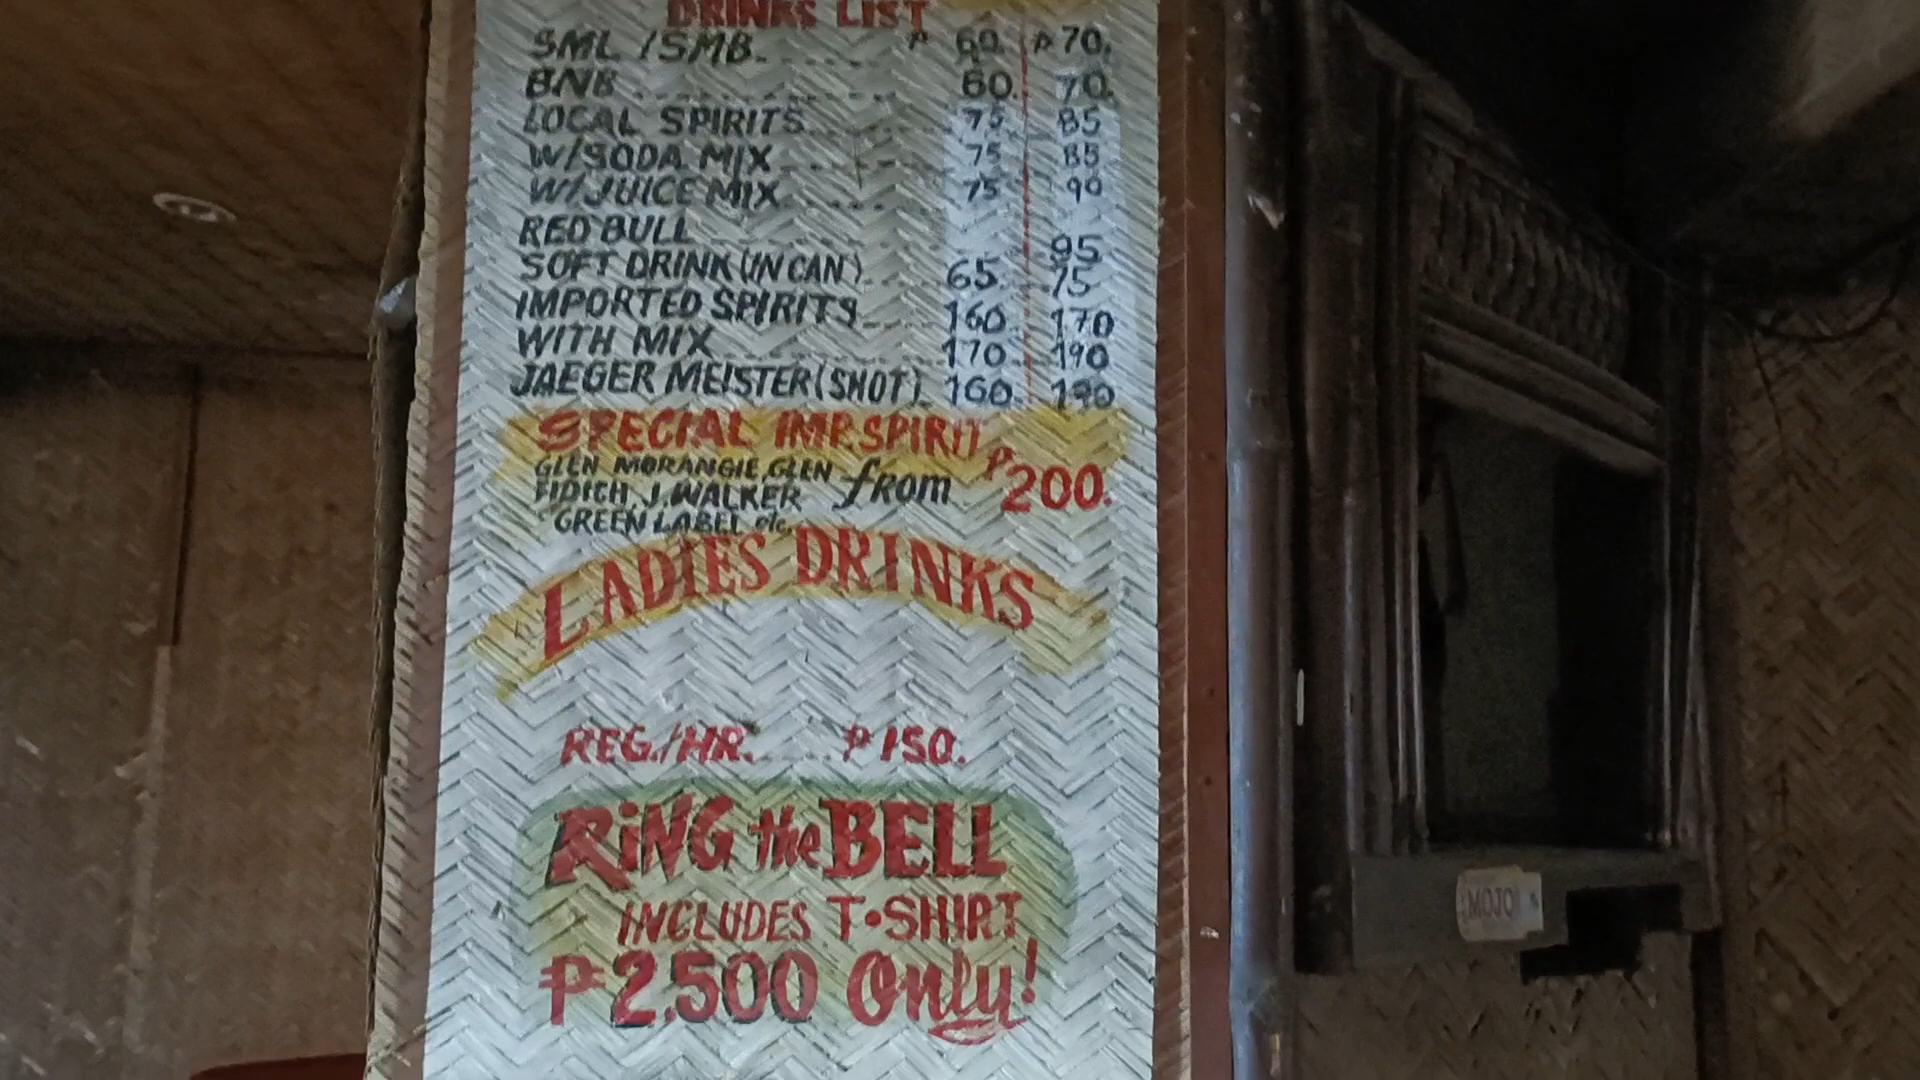 DRINKS LIST
SML /SMB. ₱ 60. ₱70.
BNB 60. 70.
LOCAL SPIRITS 75 85
W/SODA MIX 75 85
W/JUICE MIX 75 90
RED BULL 95
SOFT DRINK (IN CAN) 65 75
IMPORTED SPIRITS 160 170
WITH MIX 170 190
JAEGER MEISTER (SHOT) 160 190
SPECIAL IMP. SPIRIT
GLEN MORANGIE, GLEN
FIDICH, J. WALKER from ₱200.
GREEN LABEL etc.
LADIES DRINKS
REG./HR. ₱150.
RiNG the BELL
INCLUDES T•SHIRT
₱2,500 Only!
MOJO